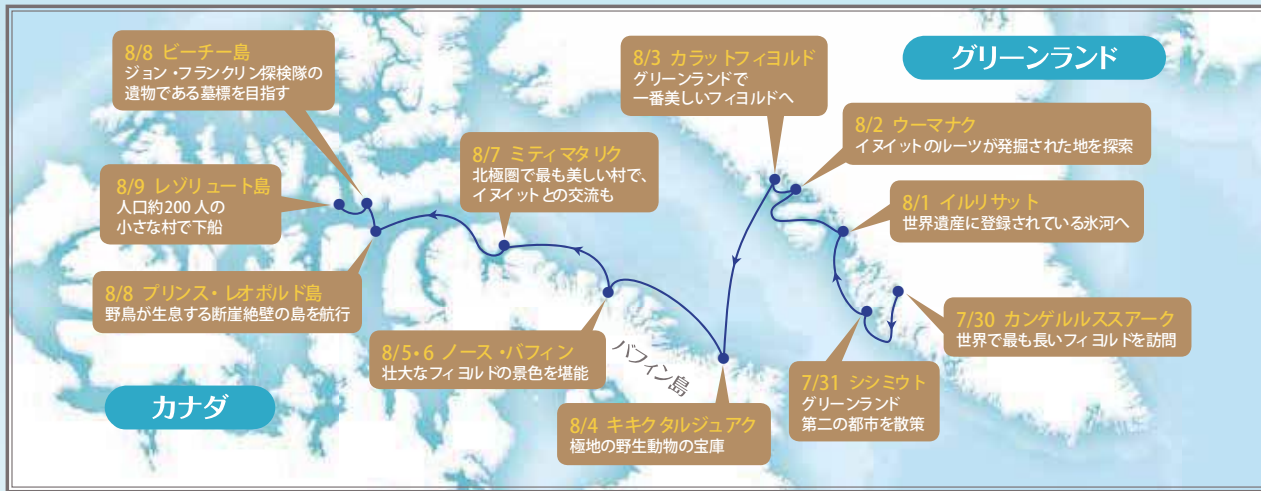 グリーンランド
カナダ
バフィン島
7/30 カンゲルルススアーク
世界で最も長いフィヨルドを訪問
7/31 シシミウト
グリーンランド
第二の都市を散策
8/1 イルリサット
世界遺産に登録されている氷河へ
8/2 ウーマナク
イヌイットのルーツが発掘された地を探索
8/3 カラットフィヨルド
グリーンランドで
一番美しいフィヨルドへ
8/4 キキクタルジュアク
極地の野生動物の宝庫
8/5・6 ノース・バフィン
壮大なフィヨルドの景色を堪能
8/7 ミティマタリク
北極圏で最も美しい村で、
イヌイットとの交流も
8/8 プリンス・レオポルド島
野鳥が生息する断崖絶壁の島を航行
8/8 ビーチー島
ジョン・フランクリン探検隊の
遺物である墓標を目指す
8/9 レゾリュート島
人口約200人の
小さな村で下船